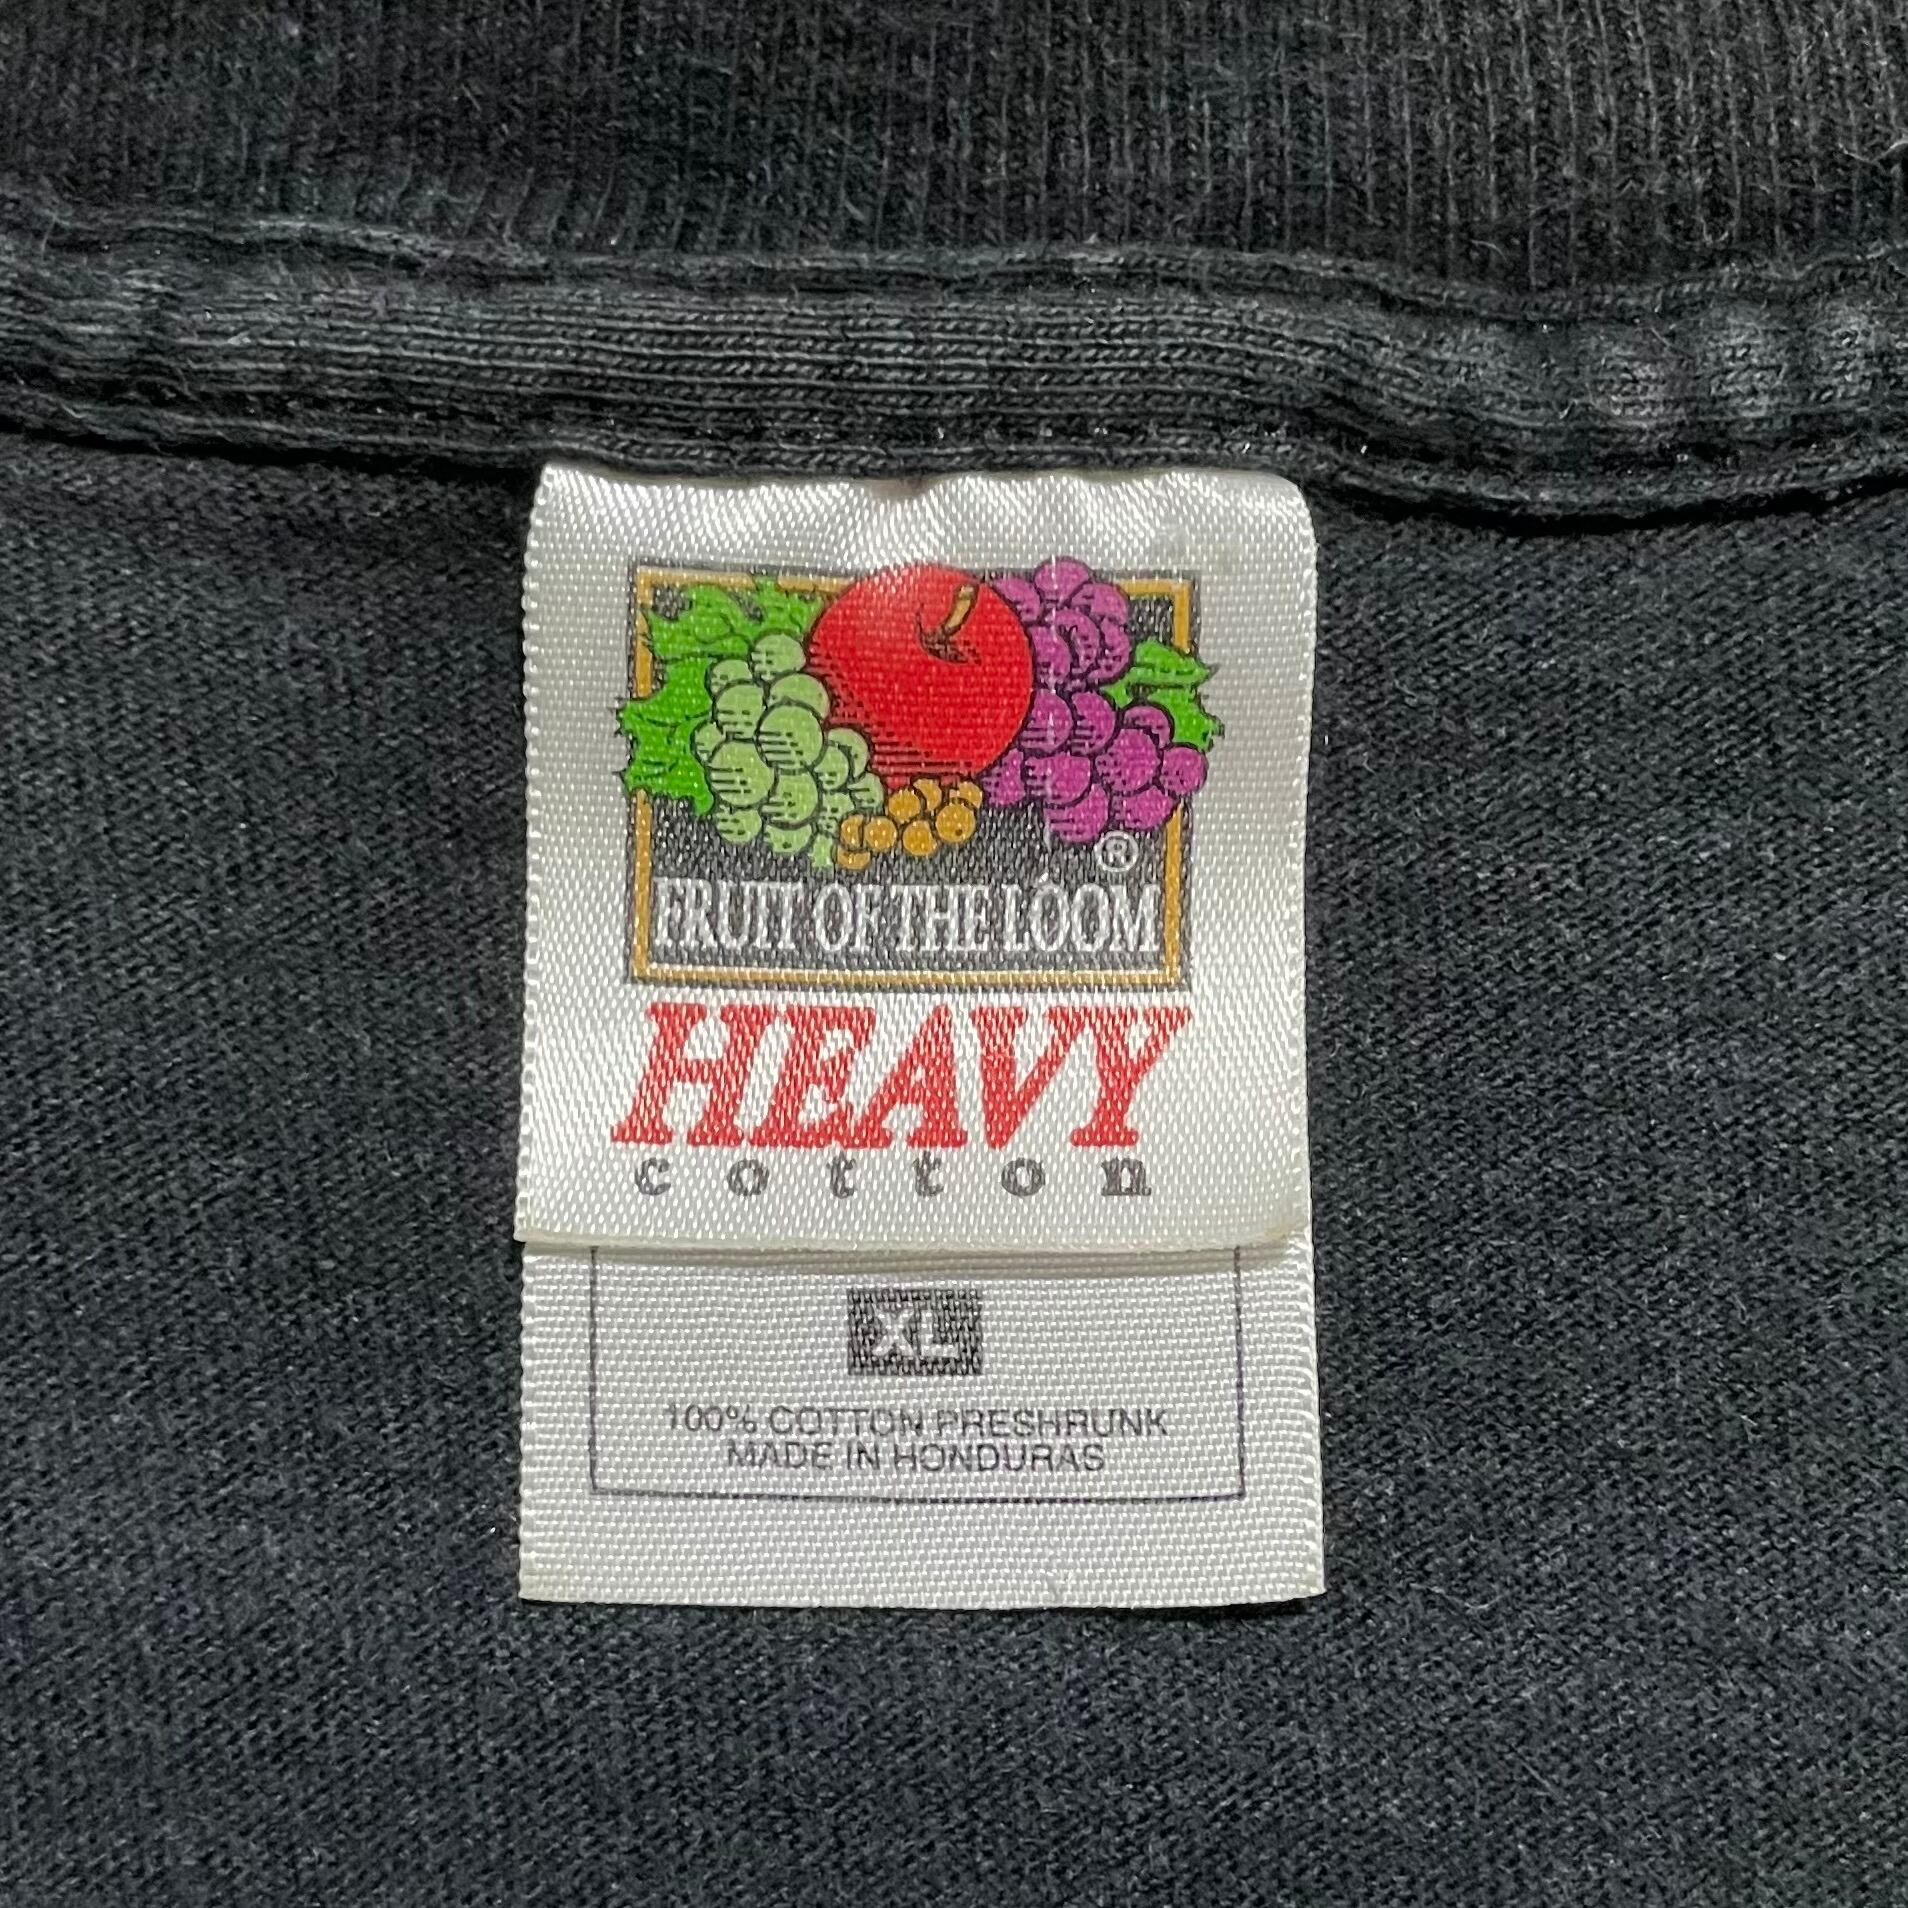 ®
FRUIT OF THE LOOM
HEAVY
cotton
XL
100% COTTON PRESHRUNK
MADE IN HONDURAS